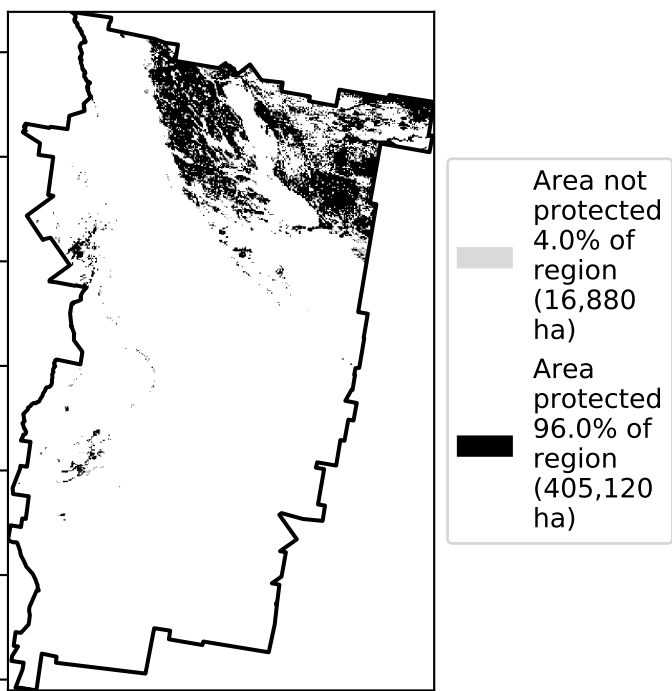 Area not
protected
4.0% of
region
(16,880
ha)
Area
protected
96.0% of
region
(405,120
ha)